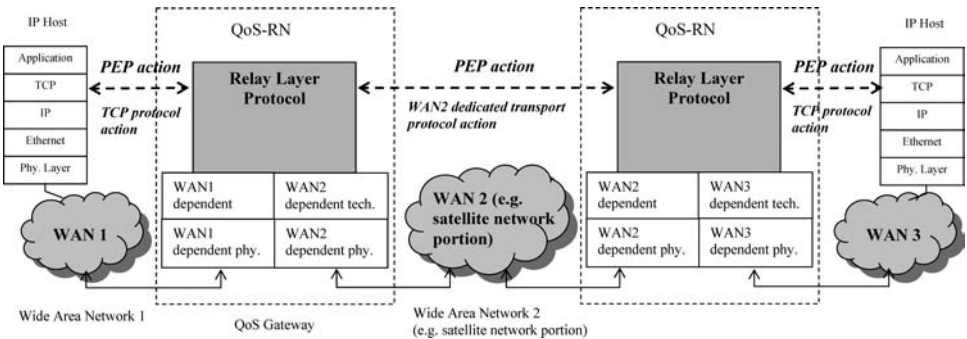 IP Host
Application
TCP
IP
Ethernet
Phy. Layer
WAN 1
Wide Area Network 1
PEP action
TCP protocol
action
QoS-RN
Relay Layer
Protocol
WAN1
dependent
WAN2
dependent tech.
WAN1
dependent phy.
WAN2
dependent phy.
QoS Gateway
PEP action
WAN2 dedicated transport
protocol action
WAN 2 (e.g.
satellite network
portion)
Wide Area Network 2
(e.g. satellite network portion)
QoS-RN
Relay Layer
Protocol
WAN2
dependent
WAN3
dependent tech.
WAN2
dependent phy.
WAN3
dependent phy.
PEP action
TCP protocol
action
IP Host
Application
TCP
IP
Ethernet
Phy. Layer
WAN 3